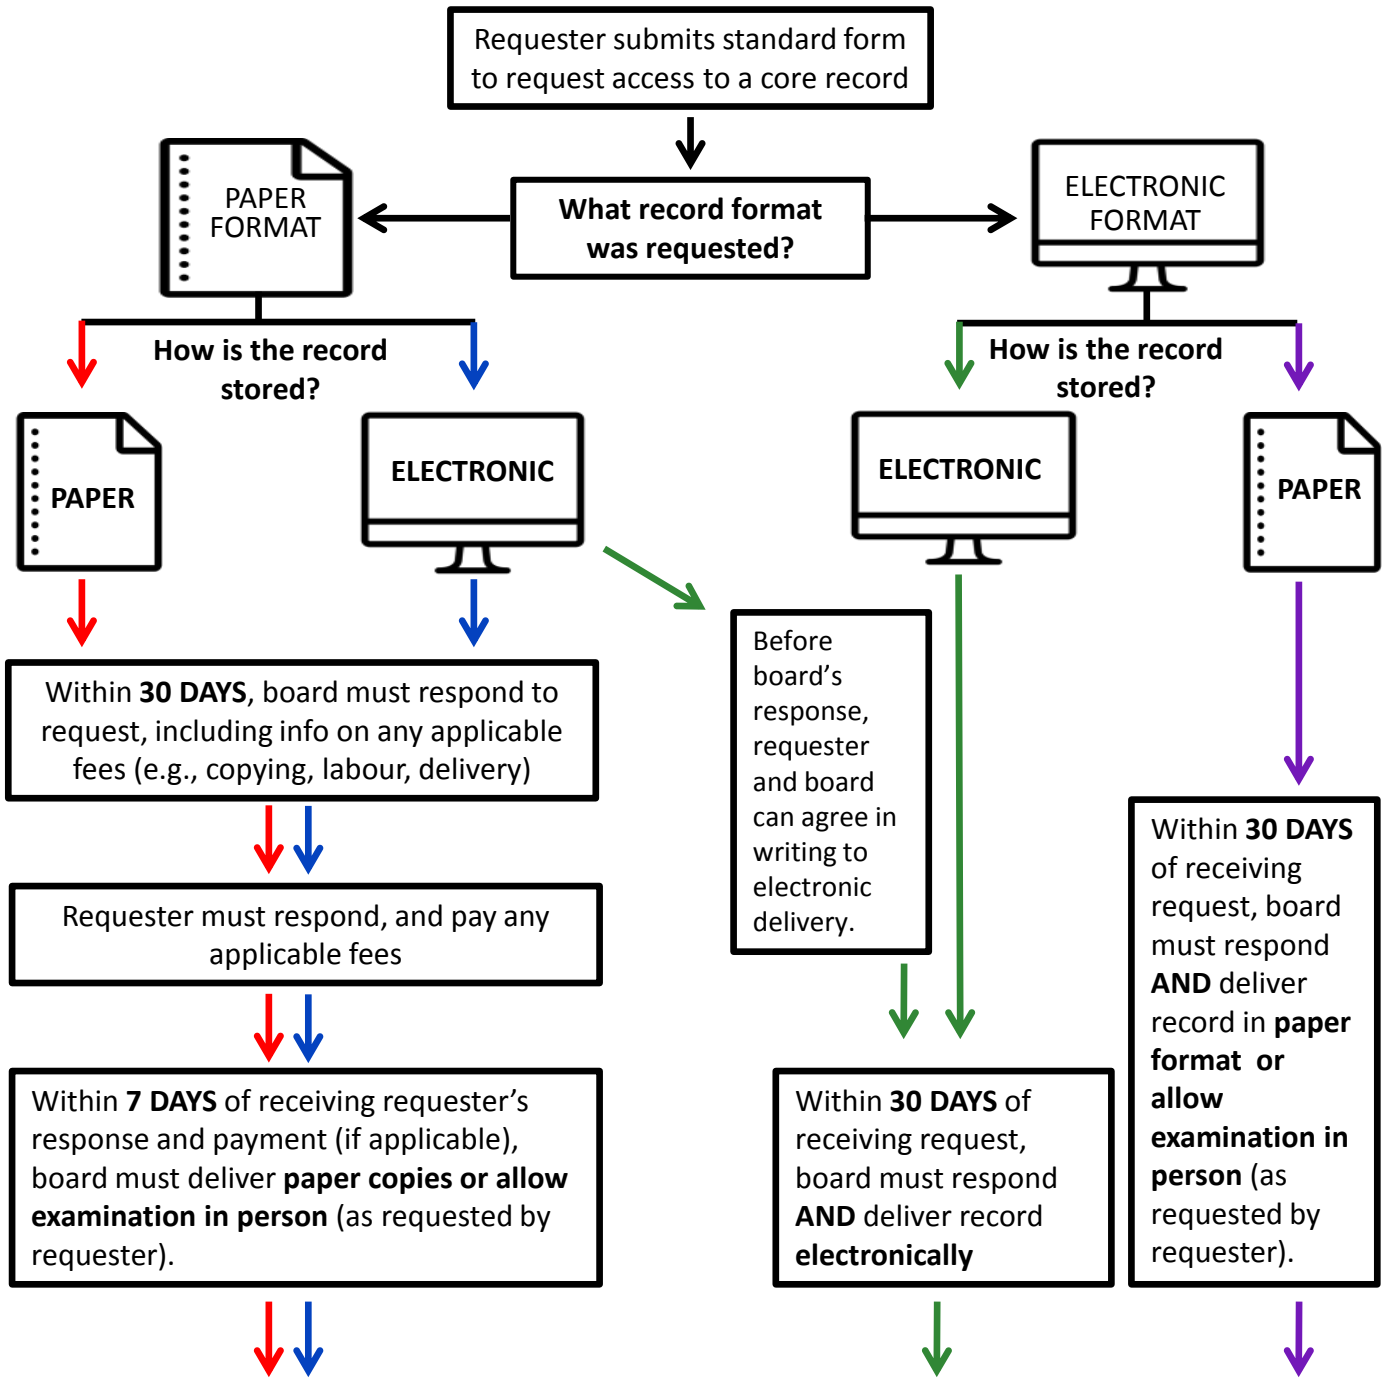 Requester submits standard form
to request access to a core record
PAPER
FORMAT
What record format
was requested?
ELECTRONIC
FORMAT
How is the record
stored?
How is the record
stored?
PAPER
ELECTRONIC
ELECTRONIC
PAPER
Within 30 DAYS, board must respond to
request, including info on any applicable
fees (e.g., copying, labour, delivery)
Requester must respond, and pay any
applicable fees
Within 7 DAYS of receiving requester’s
response and payment (if applicable),
board must deliver paper copies or allow
examination in person (as requested by
requester).
Before
board’s
response,
requester
and board
can agree in
writing to
electronic
delivery.
Within 30 DAYS of
receiving request,
board must respond
AND deliver record
electronically
Within 30 DAYS
of receiving
request, board
must respond
AND deliver
record in paper
format or
allow
examination in
person (as
requested by
requester).